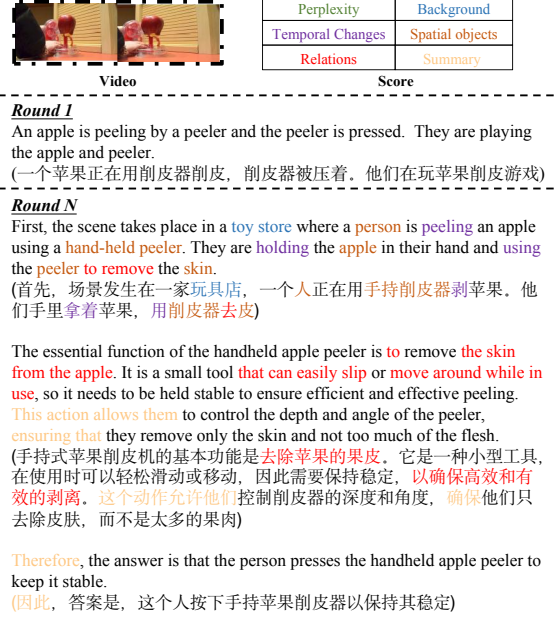 Perplexity Background
Temporal Changes Spatial objects
Relations Summary
Video Score
Round 1
An apple is peeling by a peeler and the peeler is pressed. They are playing
the apple and peeler.
(一个苹果正在用削皮器削皮，削皮器被压着。他们在玩苹果削皮游戏)
Round N
First, the scene takes place in a toy store where a person is peeling an apple
using a hand-held peeler. They are holding the apple in their hand and using
the peeler to remove the skin.
(首先，场景发生在一家玩具店，一个人正在用手持削皮器剥苹果。他
们手里拿着苹果，用削皮器去皮)
The essential function of the handheld apple peeler is to remove the skin
from the apple. It is a small tool that can easily slip or move around while in
use, so it needs to be held stable to ensure efficient and effective peeling.
This action allows them to control the depth and angle of the peeler,
ensuring that they remove only the skin and not too much of the flesh.
(手持式苹果削皮机的基本功能是去除苹果的果皮。它是一种小型工具，
在使用时可以轻松滑动或移动，因此需要保持稳定，以确保高效和有
效的剥离。这个动作允许他们控制削皮器的深度和角度，确保他们只
去除皮肤，而不是太多的果肉)
Therefore, the answer is that the person presses the handheld apple peeler to
keep it stable.
(因此，答案是，这个人按下手持苹果削皮器以保持其稳定)